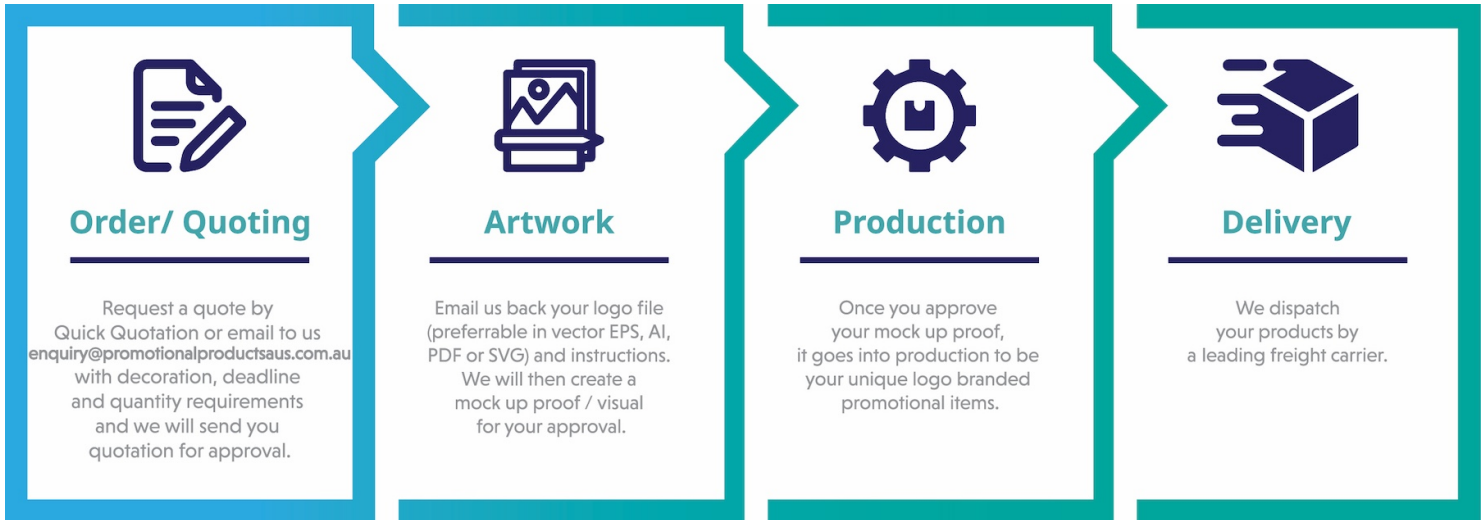 Order/ Quoting
Request a quote by
Quick Quotation or email to us
enquiry@promotionalproductsaus.com.au
with decoration, deadline
and quantity requirements
and we will send you
quotation for approval.
Artwork
Email us back your logo file
(preferrable in vector EPS, AI,
PDF or SVG) and instructions.
We will then create a
mock up proof / visual
for your approval.
Production
Once you approve
your mock up proof,
it goes into production to be
your unique logo branded
promotional items.
Delivery
We dispatch
your products by
a leading freight carrier.